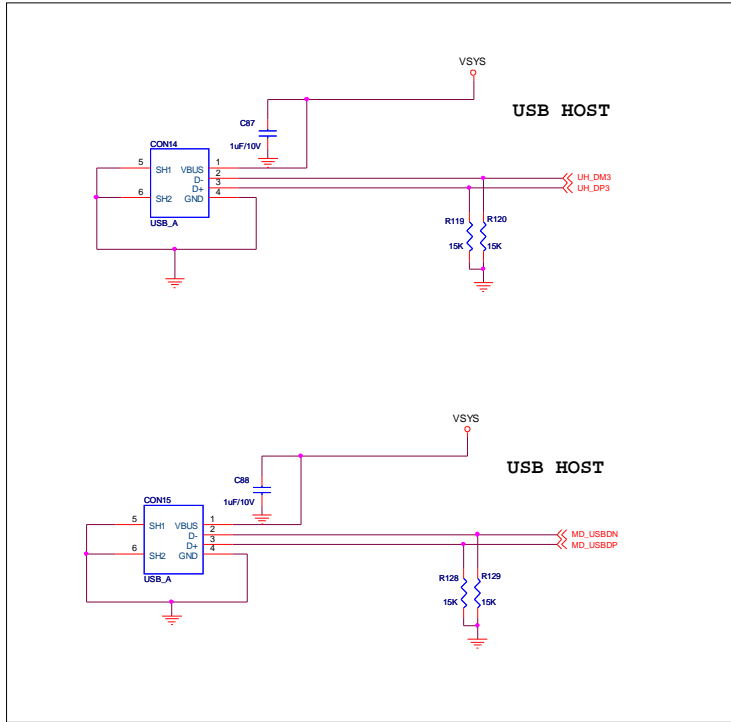 VSYS
USB HOST
C87
1uF/10V
CON14
5 SH1 VBUS 1
D- 2
D+ 3
6 SH2 GND 4
USB_A
UH_DM3
UH_DP3
R119 R120
15K 15K
VSYS
USB HOST
C88
1uF/10V
CON15
5 SH1 VBUS 1
D- 2
D+ 3
6 SH2 GND 4
USB_A
MD_USBDN
MD_USBDP
R128 R129
15K 15K